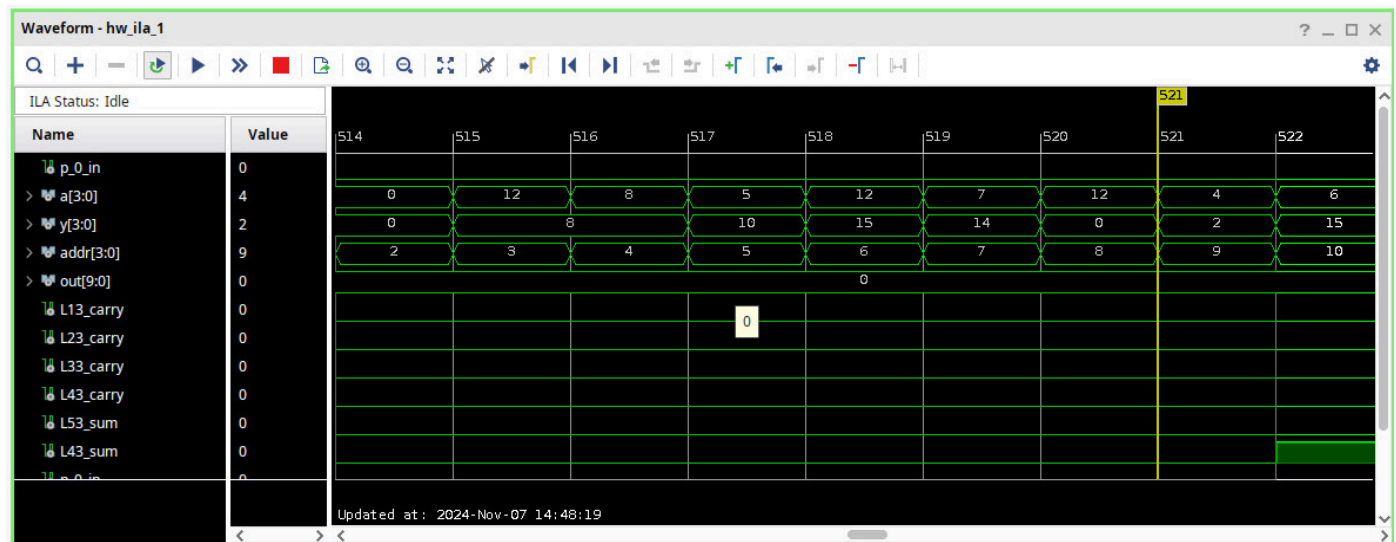 Waveform - hw_ila_1
ILA Status: Idle
521
Name Value 514 515 516 517 518 519 520 521 522
p_0_in 0
a[3:0] 4 0 12 8 5 12 7 12 4 6
y[3:0] 2 0 8 10 15 14 0 2 15
addr[3:0] 9 2 3 4 5 6 7 8 9 10
out[9:0] 0 0
L13_carry 0 0
L23_carry 0
L33_carry 0
L43_carry 0
L53_sum 0
L43_sum 0
p_0_in 0
Updated at: 2024-Nov-07 14:48:19